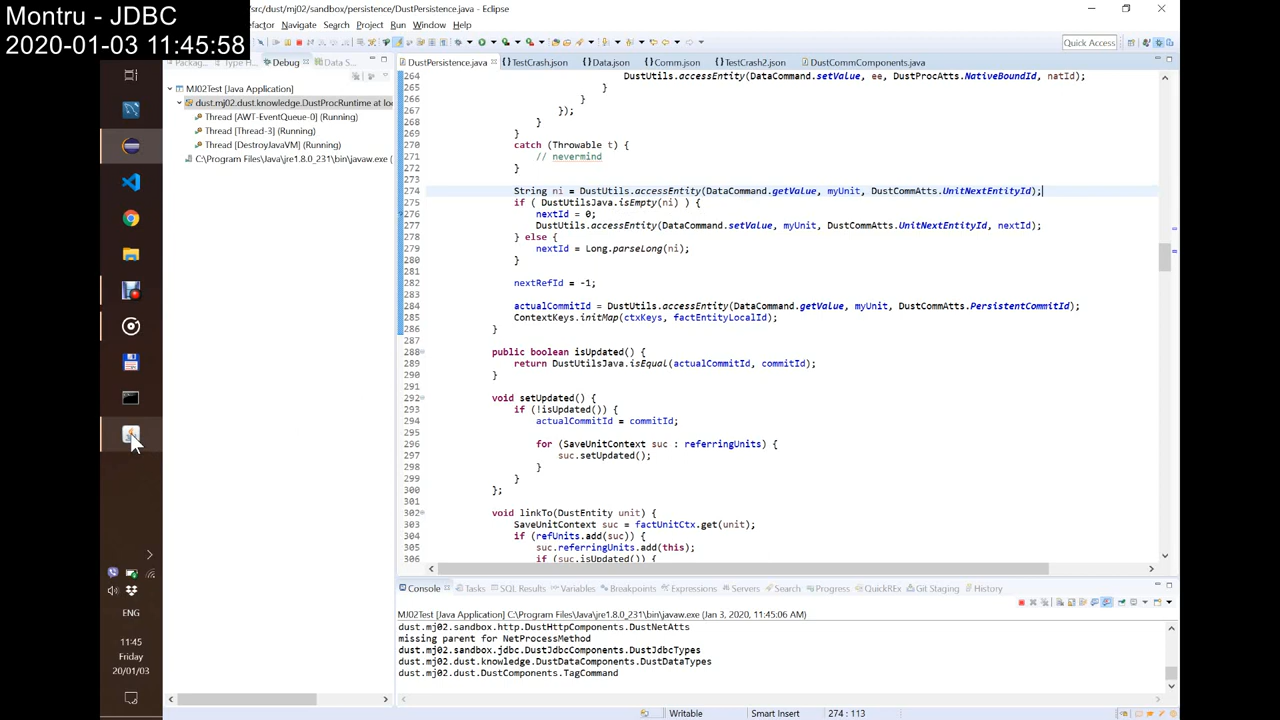 Montru - JDBC
2020-01-03 11:45:58
/src/dust/mj02/sandbox/persistence/DustPersistence.java - Eclipse
efactor Navigate Search Project Run Window Help
Quick Access
Debug
Type H
Data S
MJ02Test [Java Application]
dust.mj02.dust.knowledge.DustProcRuntime at loc
Thread [AWT-EventQueue-0] (Running)
Thread [Thread-3] (Running)
Thread [DestroyJavaVM] (Running)
C:\Program Files\Java\jre1.8.0_231\bin\javaw.exe (
DustPersistence.java TestCrash.json Data.json Comm.json TestCrash2.json DustCommComponents.java
264 DustUtils.accessEntity(DataCommand.setValue, ee, DustProcAtts.NativeBoundId, natId);
265 }
266 }
267 });
268 }
269 }
270 catch (Throwable t) {
271 // nevermind
272 }
273
274 String ni = DustUtils.accessEntity(DataCommand.getValue, myUnit, DustCommAtts.UnitNextEntityId);
275 if ( DustUtilsJava.isEmpty(ni) ) {
276 nextId = 0;
277 DustUtils.accessEntity(DataCommand.setValue, myUnit, DustCommAtts.UnitNextEntityId, nextId);
278 } else {
279 nextId = Long.parseLong(ni);
280 }
281
282 nextRefId = -1;
283
284 actualCommitId = DustUtils.accessEntity(DataCommand.getValue, myUnit, DustCommAtts.PersistentCommitId);
285 ContextKeys.initMap(ctxKeys, factEntityLocalId);
286 }
287
288 public boolean isUpdated() {
289 return DustUtilsJava.isEqual(actualCommitId, commitId);
290 }
291
292 void setUpdated() {
293 if (!isUpdated()) {
294 actualCommitId = commitId;
295
296 for (SaveUnitContext suc : referringUnits) {
297 suc.setUpdated();
298 }
299 }
300 };
301
302 void linkTo(DustEntity unit) {
303 SaveUnitContext suc = factUnitCtx.get(unit);
304 if (refUnits.add(suc)) {
305 suc.referringUnits.add(this);
306 if (suc.isUpdated()) {
Console Tasks SQL Results Variables Breakpoints Expressions Servers Search Progress QuickREx Git Staging History
MJ02Test [Java Application] C:\Program Files\Java\jre1.8.0_231\bin\javaw.exe (Jan 3, 2020, 11:45:06 AM)
dust.mj02.sandbox.http.DustHttpComponents.DustNetAtts
missing parent for NetProcessMethod
dust.mj02.sandbox.jdbc.DustJdbcComponents.DustJdbcTypes
dust.mj02.dust.knowledge.DustDataComponents.DustDataTypes
dust.mj02.dust.DustComponents.TagCommand
Writable Smart Insert 274 : 113
ENG
11:45
Friday
20/01/03